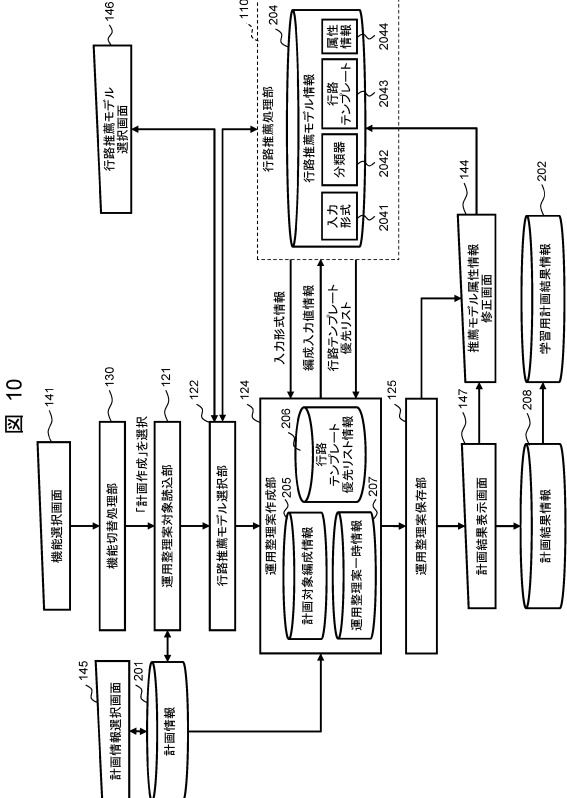 図 10
機能選択画面
141
機能切替処理部
130
「計画作成」を選択
計画情報選択画面
145
計画情報
201
運用整理案対象読込部
121
行路推薦モデル選択部
122
行路推薦モデル
選択画面
146
運用整理案作成部
124
計画対象編成情報
205
運用整理案一時情報
207
行路
テンプレート
優先リスト情報
206
入力形式情報
編成入力値情報
行路テンプレート
優先リスト
行路推薦処理部
110
行路推薦モデル情報
204
入力
形式
2041
分類器
2042
行路
テンプレート
2043
属性
情報
2044
運用整理案保存部
125
計画結果表示画面
147
推薦モデル属性情報
修正画面
144
計画結果情報
208
学習用計画結果情報
202